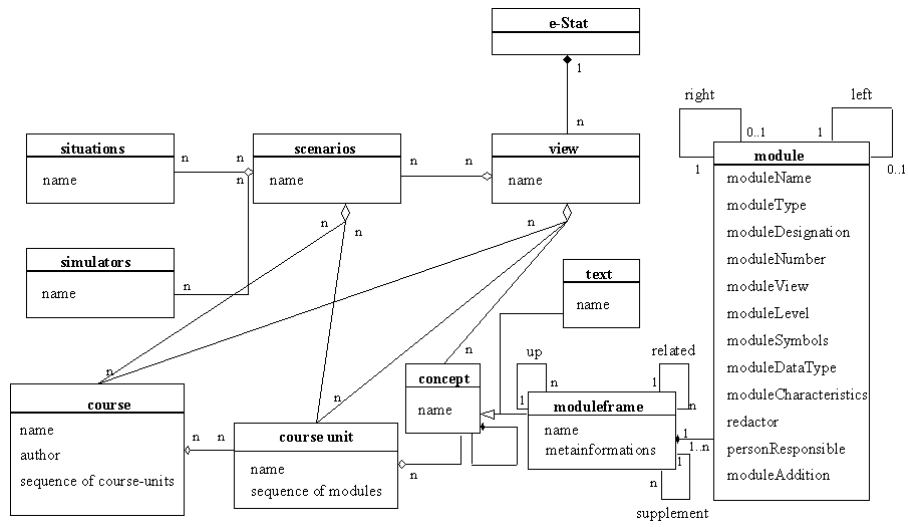 e-Stat
1
n
right
left
0..1
1
1
0..1
situations
name
n
n
n
scenarios
name
n
n
view
name
module
moduleName
moduleType
moduleDesignation
moduleNumber
moduleView
moduleLevel
moduleSymbols
moduleDataType
moduleCharacteristics
redactor
personResponsible
moduleAddition
simulators
name
n
n
n
n
text
name
n
n
n
up
n
1
related
1
n
course
name
author
sequence of course-units
n
n
course unit
name
sequence of modules
n
concept
name
moduleframe
name
metainformations
1
1..n
1
n
supplement